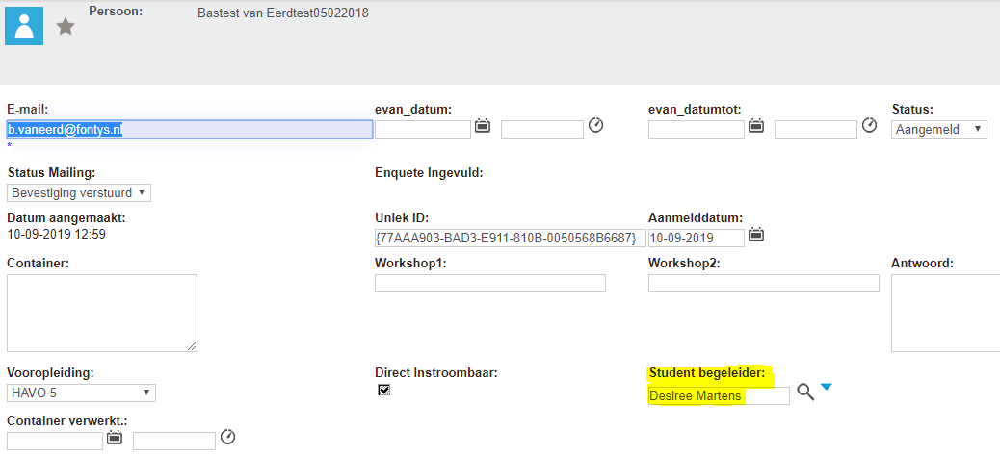 Persoon: Bastest van Eerdtest05022018
E-mail: evan_datum: evan_datumtot: Status:
b.vaneerd@fontys.nl Aangemeld
*
Status Mailing: Enquete Ingevuld:
Bevestiging verstuurd
Datum aangemaakt: Uniek ID: Aanmelddatum:
10-09-2019 12:59 {77AAA903-BAD3-E911-810B-0050568B6687} 10-09-2019
Container: Workshop1: Workshop2: Antwoord:
Vooropleiding: Direct Instroombaar: Student begeleider:
HAVO 5 Desiree Martens
Container verwerkt.: